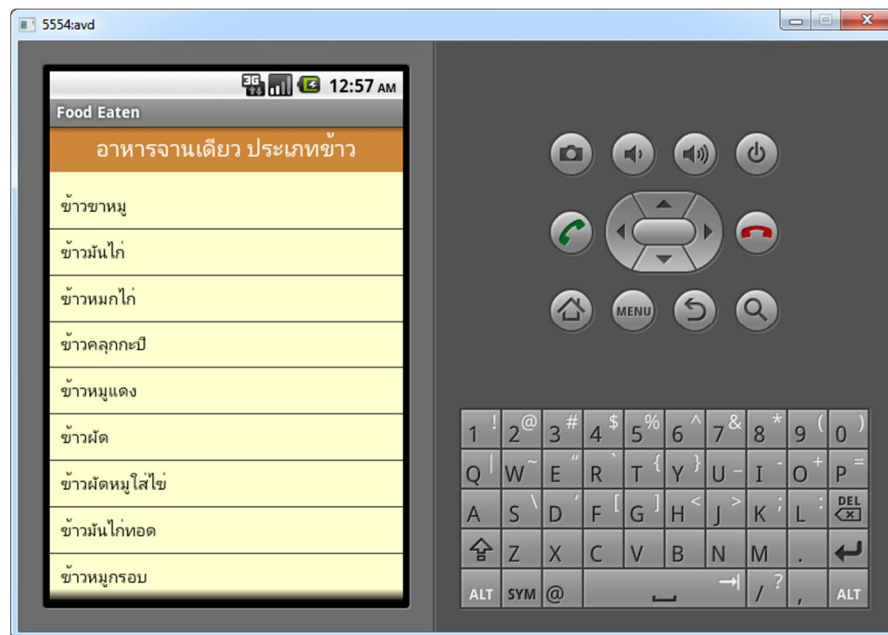 5554:avd
3G 12:57 AM
Food Eaten
อาหารจานเดียว ประเภทข้าว
ข้าวขาหมู
ข้าวมันไก่
ข้าวหมกไก่
ข้าวคลุกกะปิ
ข้าวหมูแดง
ข้าวผัด
ข้าวผัดหมูใส่ไข่
ข้าวมันไก่ทอด
ข้าวหมูกรอบ
MENU
1 ! 2 @ 3 # 4 $ 5 % 6 ^ 7 & 8 * 9 ( 0 )
Q | W ~ E " R ` T { Y } U - I - O + P =
A S \ D ' F [ G ] H < J > K ; L : DEL
Z X C V B N M .
ALT SYM @ / ? , ALT